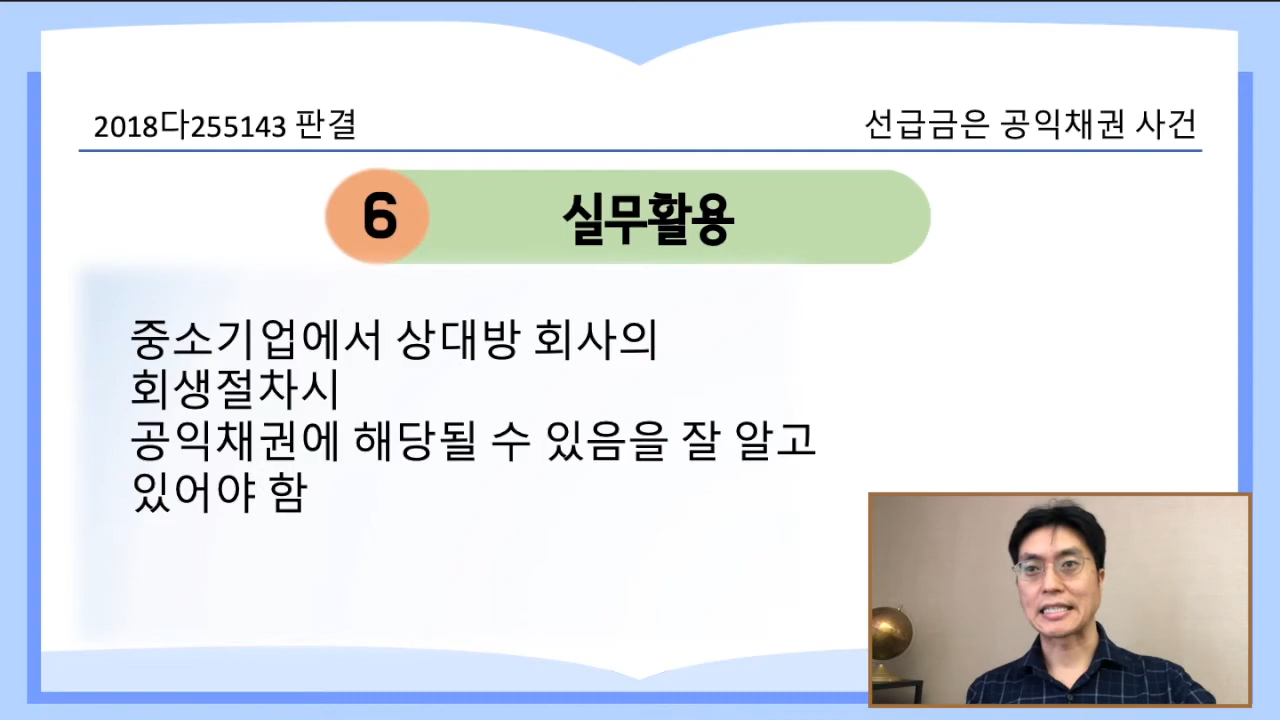 2018다255143 판결
선급금은 공익채권 사건
6
실무활용
중소기업에서 상대방 회사의
회생절차시
공익채권에 해당될 수 있음을 잘 알고
있어야 함